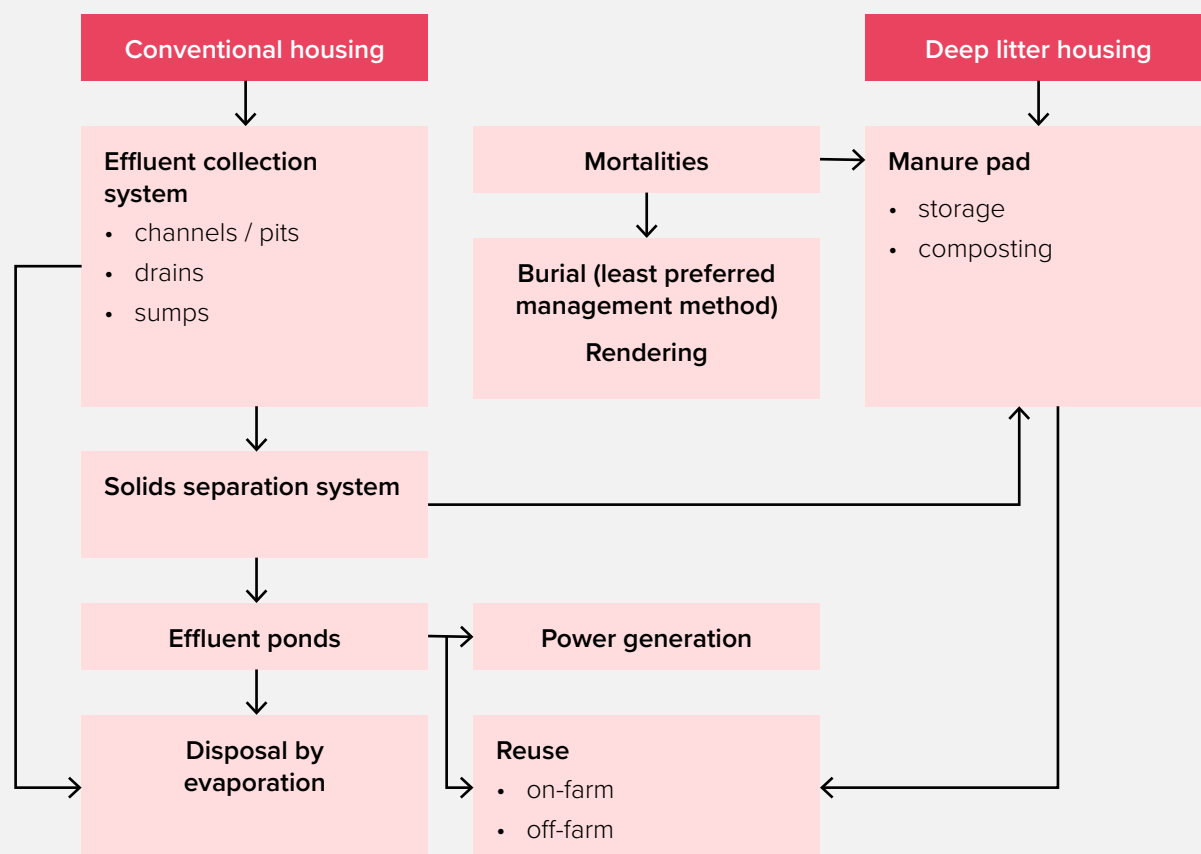 Conventional housing
Deep litter housing
Effluent collection
system
• channels / pits
• drains
• sumps
Mortalities
Manure pad
• storage
• composting
Burial (least preferred
management method)
Rendering
Solids separation system
Effluent ponds
Power generation
Disposal by
evaporation
Reuse
• on-farm
• off-farm